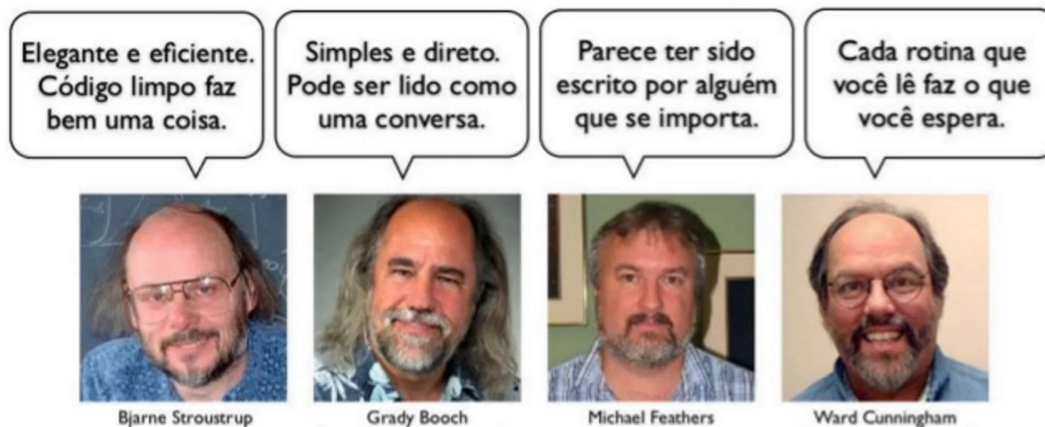 Elegante e eficiente.
Código limpo faz
bem uma coisa.
Simples e direto.
Pode ser lido como
uma conversa.
Parece ter sido
escrito por alguém
que se importa.
Cada rotina que
você lê faz o que
você espera.
Bjarne Stroustrup
Grady Booch
Michael Feathers
Ward Cunningham